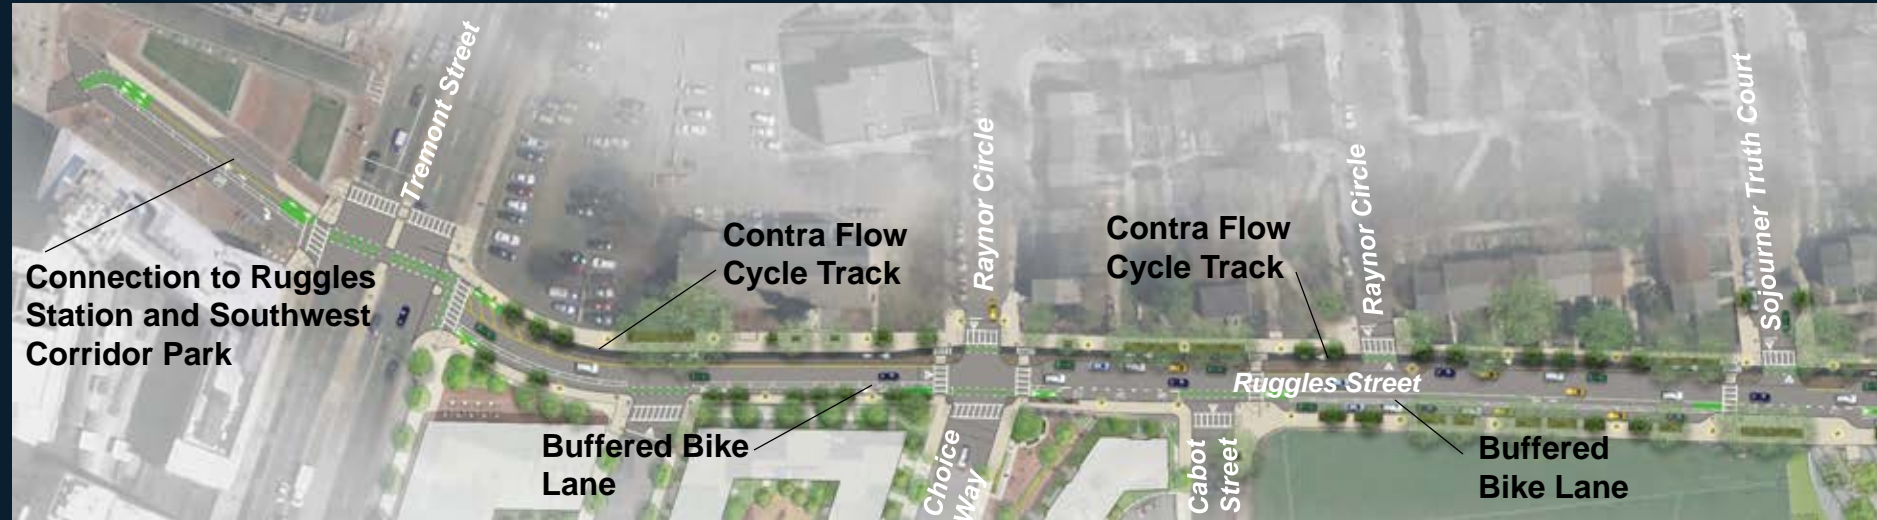 Tremont Street
Connection to Ruggles
Station and Southwest
Corridor Park
Contra Flow
Cycle Track
Raynor Circle
Contra Flow
Cycle Track
Raynor Circle
Sojourner Truth Court
Ruggles Street
Buffered Bike
Lane
Choice
Way
Cabot
Street
Buffered
Bike Lane